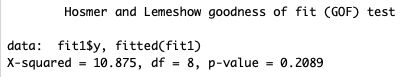 Hosmer and Lemeshow goodness of fit (GOF) test
data:  fit1$y, fitted(fit1)
X-squared = 10.875, df = 8, p-value = 0.2089